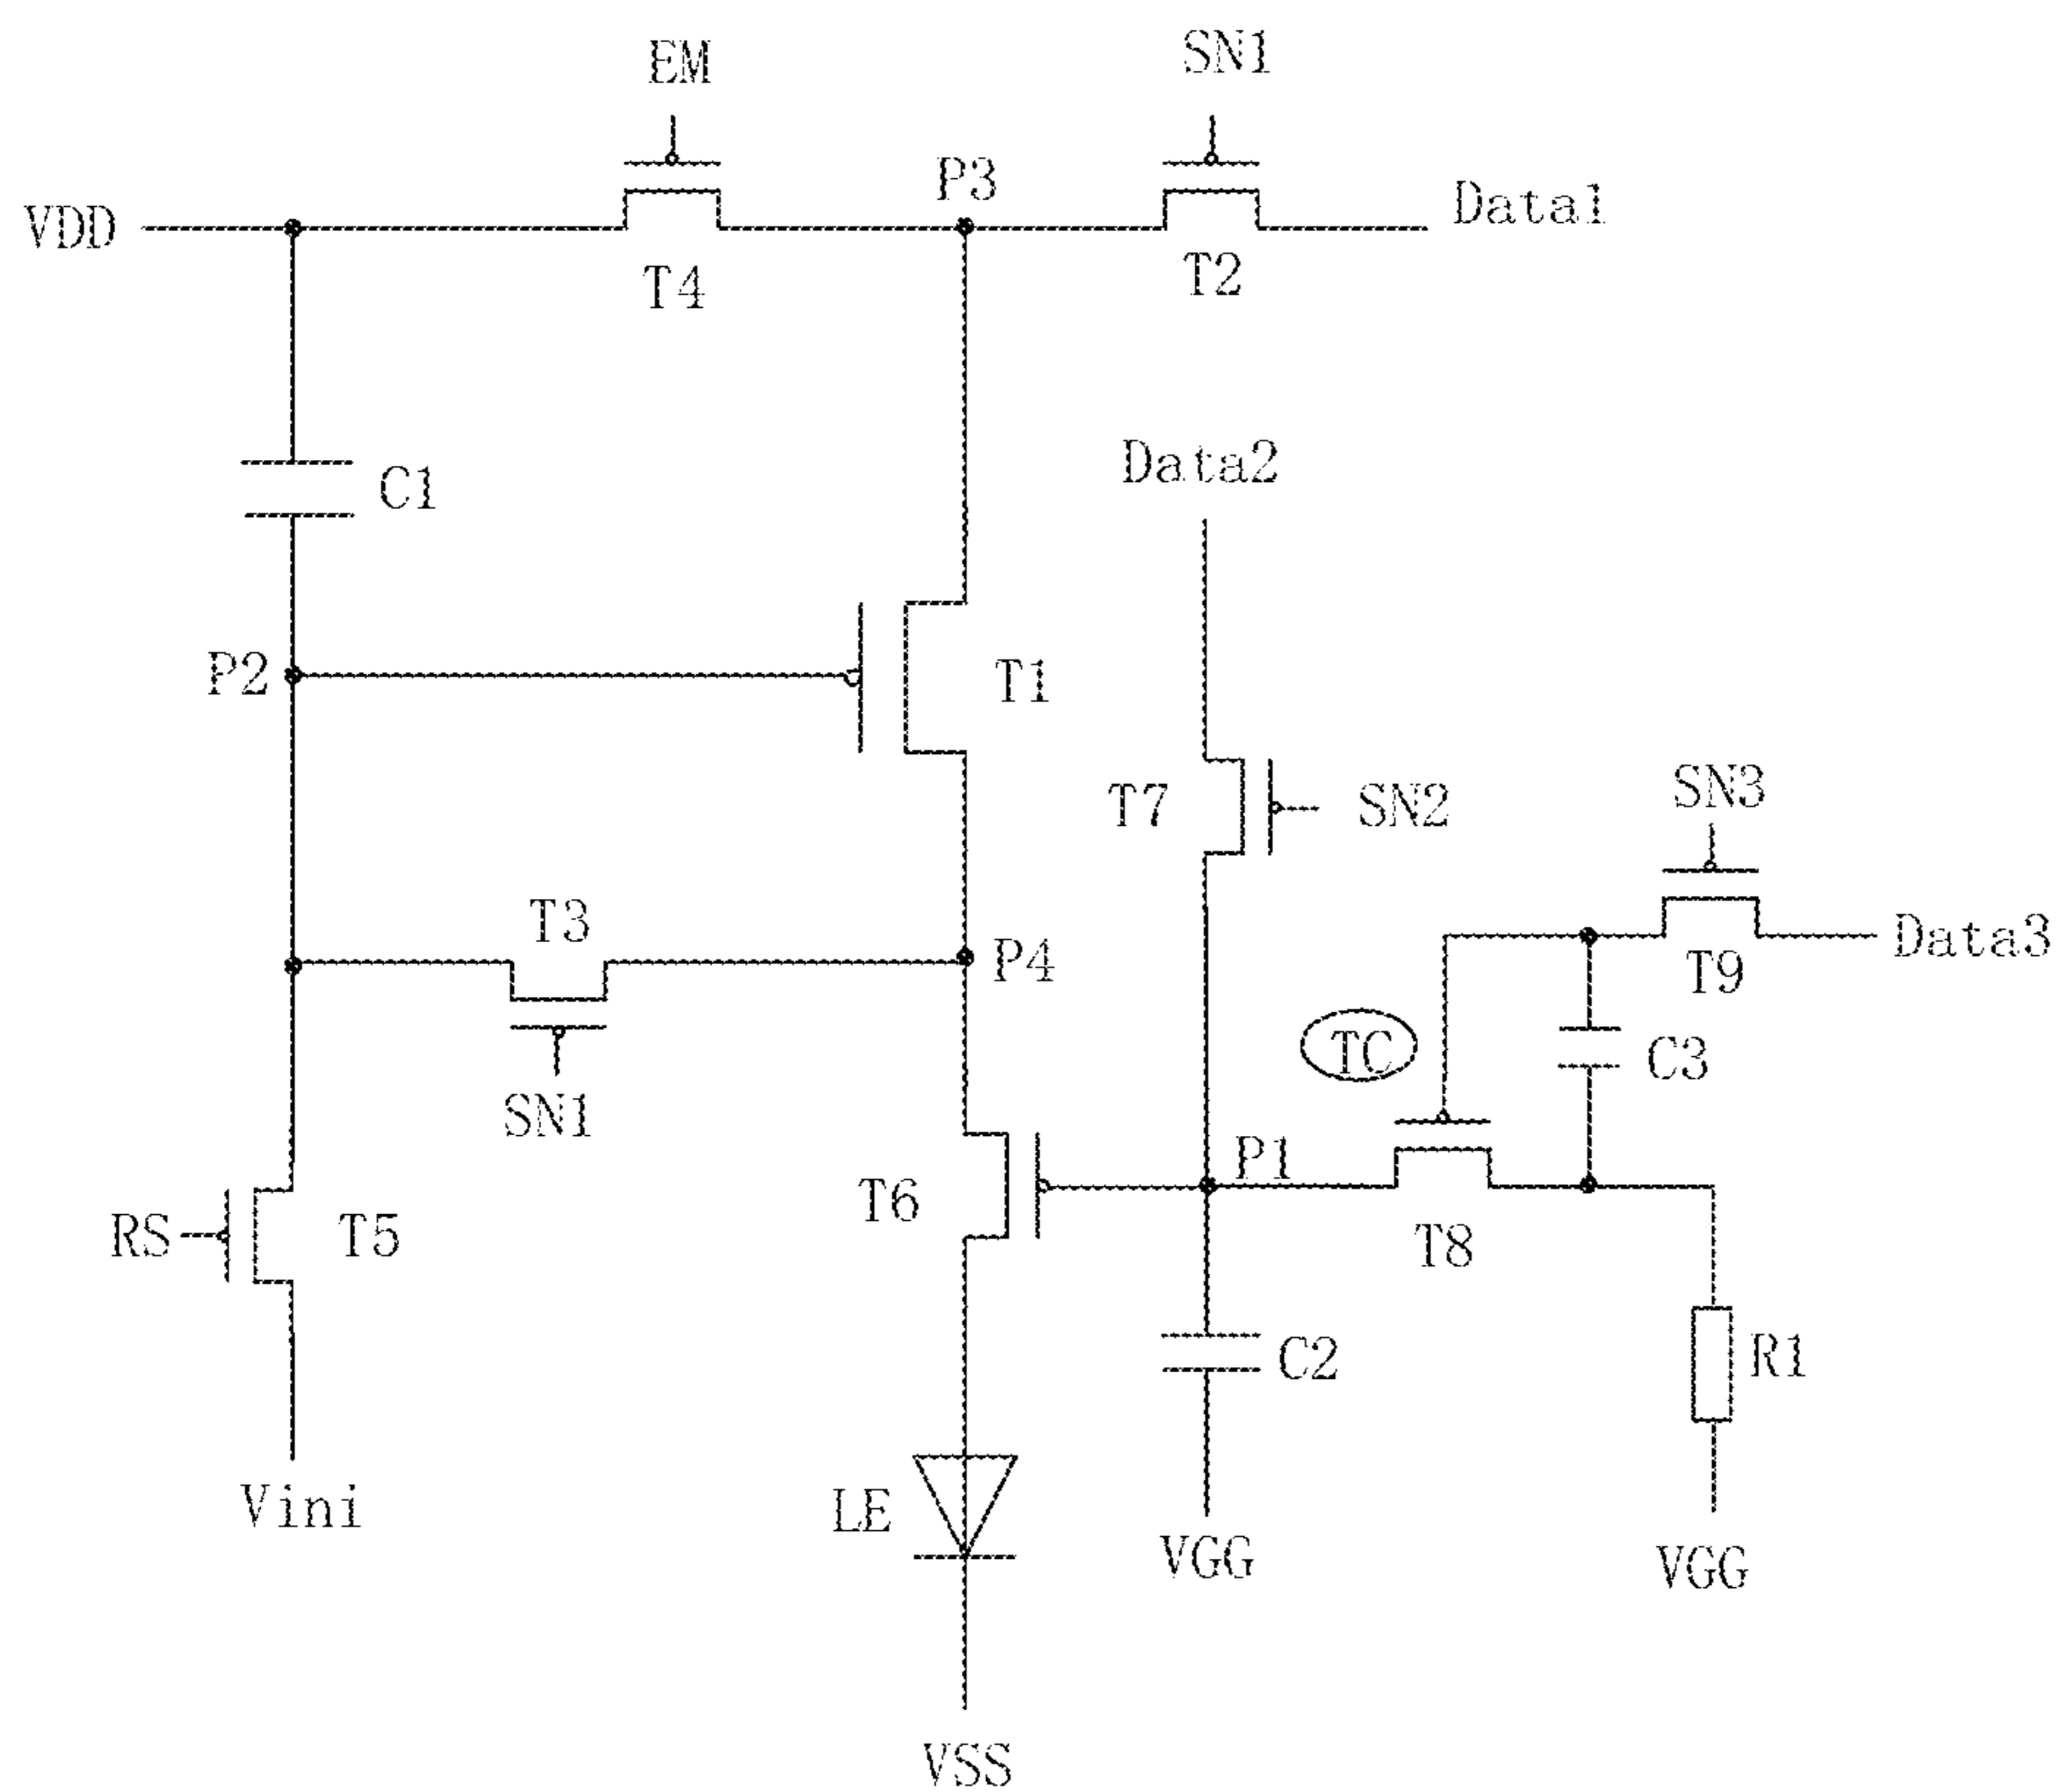 EM
SN1
VDD
P3
Data1
T4
T2
C1
Data2
P2
T1
T7
SN2
SN3
T3
P4
Data3
T9
TC
C3
SN1
P1
T6
RS
T5
T8
C2
R1
LE
Vini
VGG
VGG
VSS